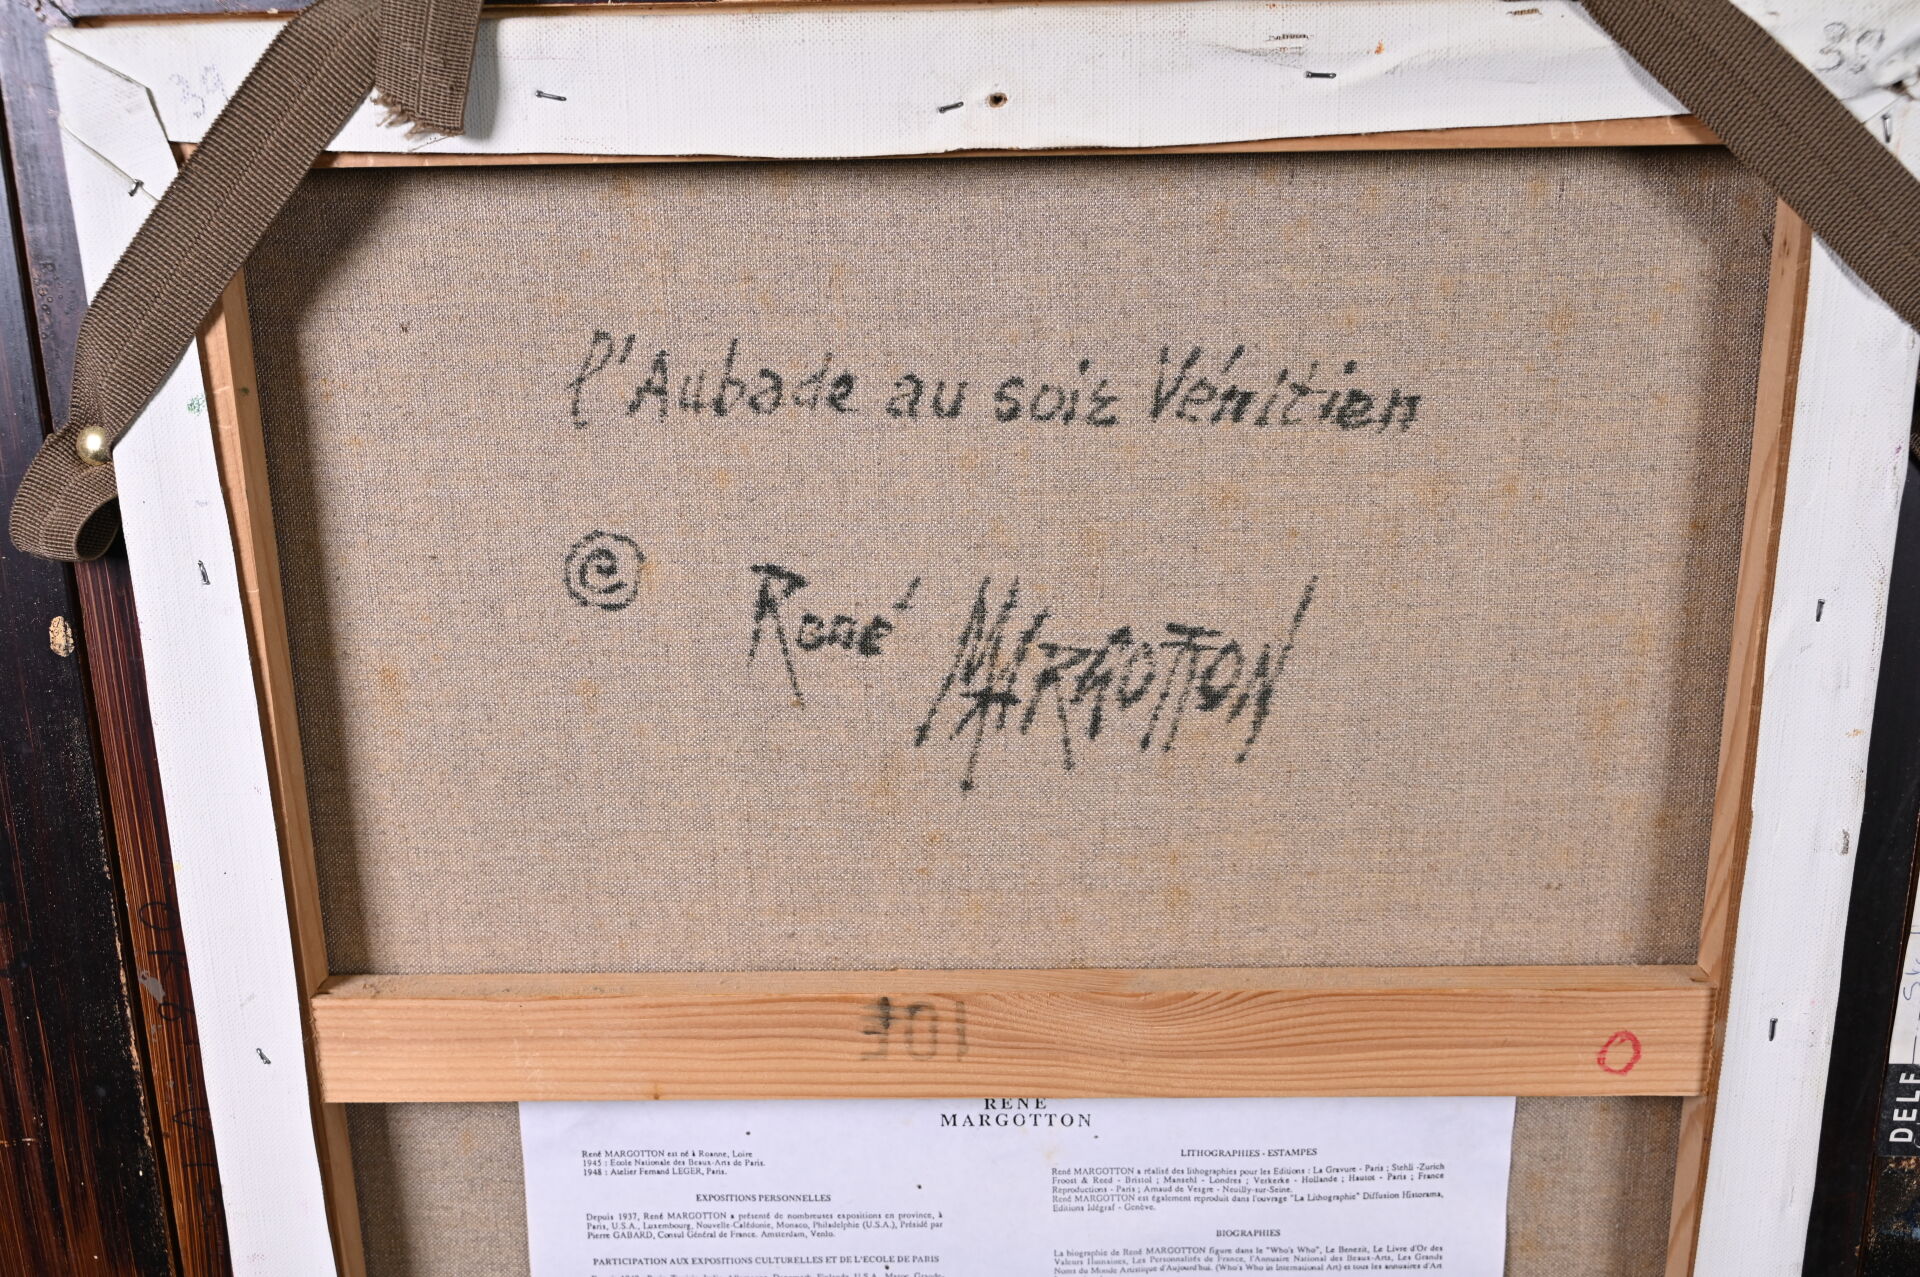 39
39
l'Aubade au soir Vénitien
© René MARGOTTON
10F
RENÉ
MARGOTTON
René MARGOTTON est né à Roanne, Loire
1945 : Ecole Nationale des Beaux-Arts de Paris.
1948 : Atelier Fernand LEGER, Paris.
EXPOSITIONS PERSONNELLES
Depuis 1937, René MARGOTTON a présenté de nombreuses expositions en province, à
Paris, U.S.A., Luxembourg, Nouvelle-Calédonie, Monaco, Philadelphie (U.S.A.), Présidé par
Pierre GABARD, Consul Général de France. Amsterdam, Venlo.
PARTICIPATION AUX EXPOSITIONS CULTURELLES ET DE L'ECOLE DE PARIS
LITHOGRAPHIES - ESTAMPES
René MARGOTTON a réalisé des lithographies pour les Editions : La Gravure - Paris ; Stehli -Zurich
Froost & Reed - Bristol ; Mansehl - Londres ; Verkerke - Hollande ; Hautot - Paris ; France
Reproductions - Paris ; Arnaud de Vesgre - Neuilly-sur-Seine.
René MARGOTTON est également reproduit dans l'ouvrage "La Lithographie" Diffusion Historama,
Editions Idégraf - Genève.
BIOGRAPHIES
La biographie de René MARGOTTON figure dans le "Who's Who", Le Benezit, Le Livre d'Or des
Valeurs Humaines, Les Personnalités de France, l'Annuaire National des Beaux-Arts, Les Grands
Noms du Monde Artistique d'Aujourd'hui. (Who's Who in International Art) et tous les annuaires d'Art
DELF